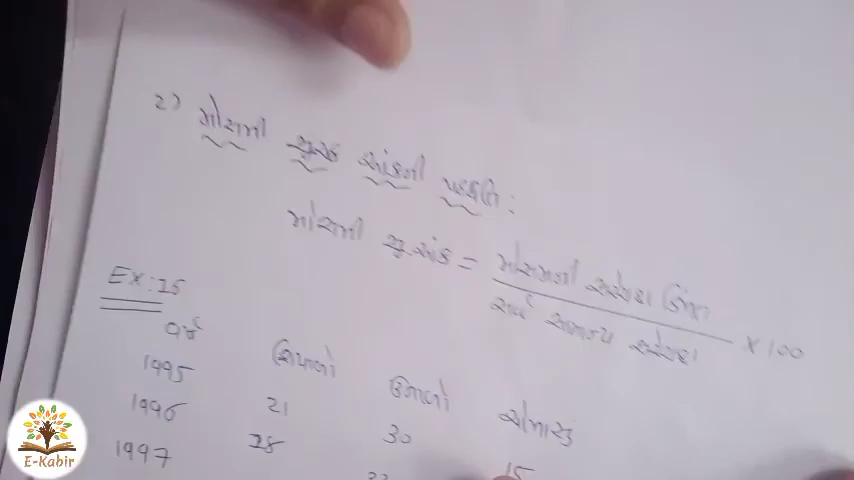 2) મોસમી સૂચક આંકની પદ્ધતિ :
મોસમી સૂ.આંક = મોસમની સરેરાશ કિંમત
સર્વ સામાન્ય સરેરાશ × 100
EX:15
વર્ષ શિયાળો ઉનાળો ચોમાસુ
1995 21 30 15
1996 28
1997
E-Kabir